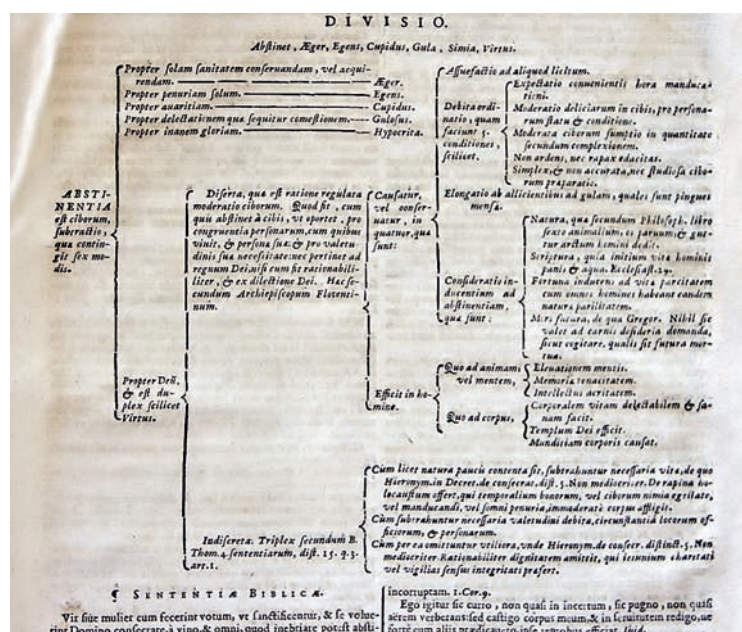 DIVISIO.
Abstinet, Æger, Egens, Cupidus, Gula, Simia, Virtus.
Propter solam sanitatem conseruandam, vel acqui-
rendam. Æger.
Propter penuriam solum. Egens.
Propter auaritiam. Cupidus.
Propter delectationem qua sequitur comestionem. Gulosus.
Propter inanem gloriam. Hypocrita.
ABSTI-
NENTIA
est ciborum,
subtractio,
qua contin-
git sex mo-
dis.
Propter Deũ,
& est du-
plex scilicet
Virtus.
Discreta, quæ est ratione regulata
moderatio ciborum. Quod fit, cum
quis abstinet à cibis, vt oportet, pro
congruentia personarum, cum quibus
viuit, & personæ suæ: & pro valetu-
dinis suæ necessitate: nec pertinet ad
regnum Dei, nisi cum fit rationabili-
liter, & ex dilectione Dei. Hæc se-
cundum Archiepiscopum Florenti-
num.
Causatur,
vel conser-
uatur, in
quatuor, quæ
sunt:
Assuefactio ad aliquod licitum.
Debita ordi-
natio, quam
faciunt 5.
conditiones,
scilicet.
Expectatio conuenientis hora manduca-
tioni.
Moderatio deliciarum in cibis, pro persona-
rum statu & conditione.
Moderata ciborum sumptio in quantitate
secundum complexionem.
Non ardens, nec rapax edacitas.
Simplex, & non accurata, nec studiosa cibo-
rum præparatio.
Elongatio ab allicientibus ad gulam, quales sunt pingues
mensæ.
Consideratio in-
ducentium ad
abstinentiam,
quæ sunt:
Natura, quæ secundum Philosoph. libro
sexto animalium, os paruum, & gut-
tur arctum homini dedit.
Scriptura, quia initium vitæ hominis
panis & aqua. Ecclesiast. 29.
Fortuna inducens ad vitæ parcitatem
cum omnes homines habeant eandem
naturæ parilitatem.
Mors futura, de qua Gregor. Nihil sic
valet ad carnis desideria domanda,
sicut cogitare, qualis sit futura mor-
tua.
Efficit in ho-
mine.
Quo ad animam,
vel mentem,
Eleuationem mentis.
Memoriæ tenacitatem.
Intellectus acritatem.
Quo ad corpus,
Corporalem vitam delectabilem & sa-
nam facit.
Templum Dei efficit.
Munditiam corporis causat.
Indiscreta. Triplex secundum B.
Thom. 4. sententiarum, dist. 15. q. 3.
art. 1.
Cùm licet natura paucis contenta sit, subtrahuntur necessaria vitæ, de quo
Hieronym. in Decret. de consecrat. dist. 5. Non mediocriter. De rapina ho-
locaustum offert, qui temporalium bonorum, vel ciborum nimia egestate,
vel manducandi, vel somni penuria, immoderatè corpus affligit.
Cùm subtrahuntur necessaria valetudini debita, circunstantia locorum of-
ficiorum, & personarum.
Cùm per ea omittuntur vtiliora, vnde Hieronym. de consecr. distinct. 5. Non
mediocriter. Rationabiliter dignitatem amittit, qui ieiunium charitati
vel vigilias sensus integritati præfert.
¶ SENTENTIÆ BIBLICÆ.
Vir siue mulier cum fecerint votum, vt sanctificentur, & se volue-
rint Domino consecrare, à vino & omni, quod inebriare potest absti-
incorruptam. 1. Cor. 9.
Ego igitur sic curro, non quasi in incertum, sic pugno, non quasi
aërem verberans: sed castigo corpus meum, & in seruitutem redigo, ne
fortè cum aliis prædicauero, ipse reprobus efficiar. Ibid.